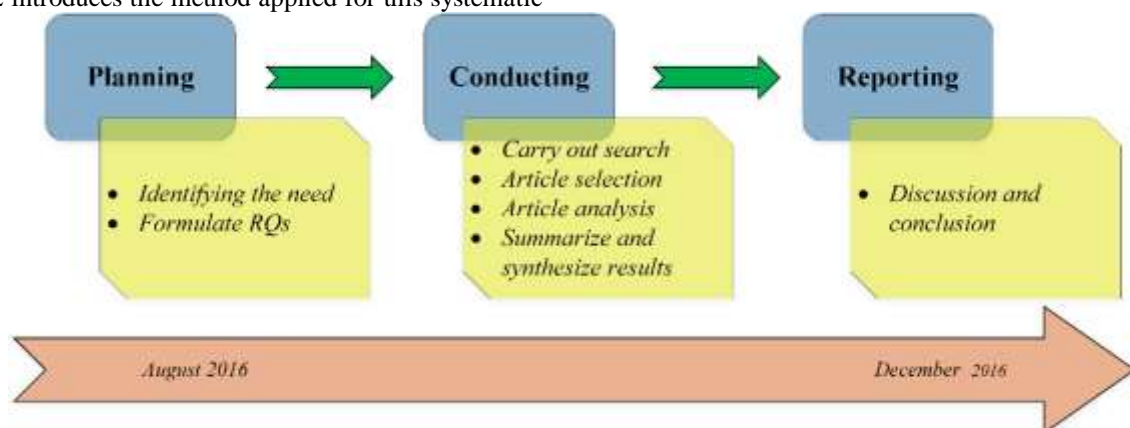 introduces the method applied for this systematic
Planning
Conducting
Reporting
• Identifying the need
• Formulate RQs
• Carry out search
• Article selection
• Article analysis
• Summarize and
synthesize results
• Discussion and
conclusion
August 2016
December 2016